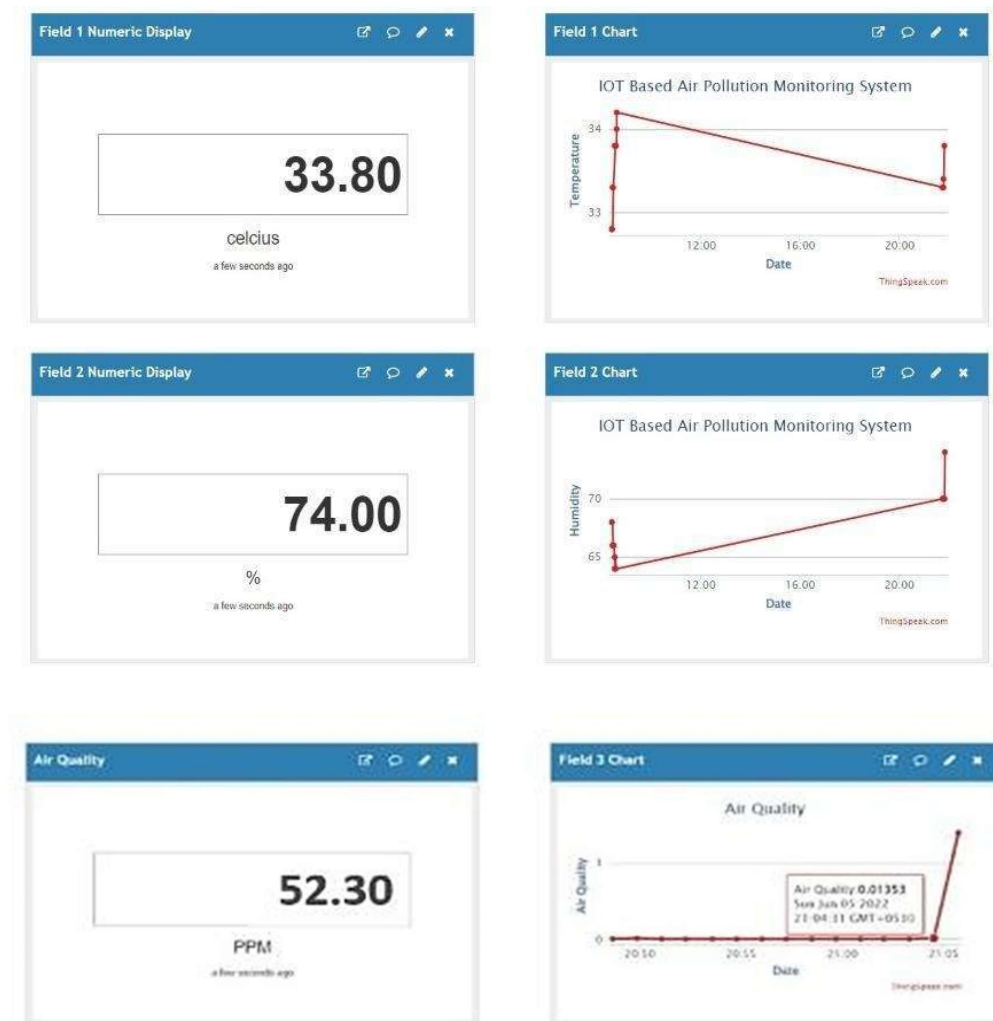 Field 1 Numeric Display
33.80
celcius
a few seconds ago
Field 1 Chart
IOT Based Air Pollution Monitoring System
Temperature
34
33
12:00 16:00 20:00
Date
ThingSpeak.com
Field 2 Numeric Display
74.00
%
a few seconds ago
Field 2 Chart
IOT Based Air Pollution Monitoring System
Humidity
70
65
12:00 16:00 20:00
Date
ThingSpeak.com
Air Quality
52.30
PPM
a few seconds ago
Field 3 Chart
Air Quality
Air Quality
1
0
Air Quality 0.01353
Sun Jun 05 2022
21:04:11 GMT+0530
20:50 20:55 21:00 21:05
Date
ThingSpeak.com